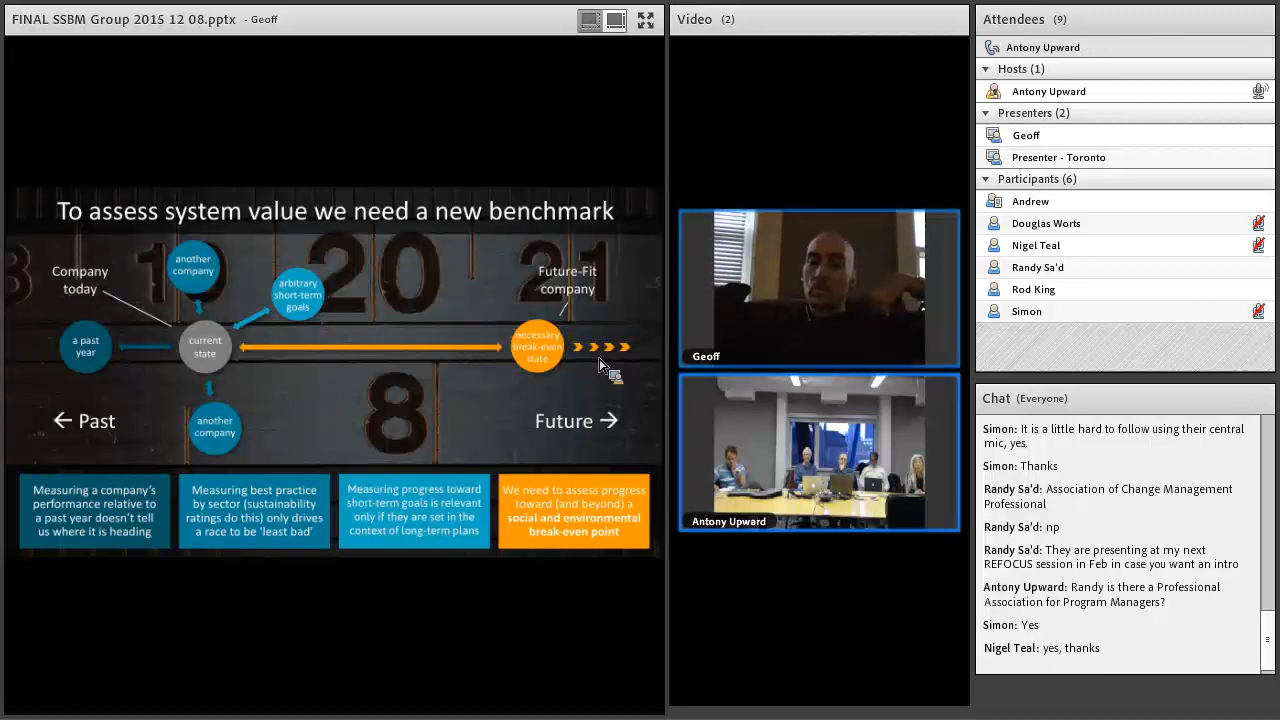 FINAL SSBM Group 2015 12 08.pptx - Geoff
To assess system value we need a new benchmark
19
20
21
8
Company
today
another
company
arbitrary
short-term
goals
Future-Fit
company
a past
year
current
state
necessary
break-even
state
another
company
← Past
Future →
Measuring a company's
performance relative to
a past year doesn't tell
us where it is heading
Measuring best practice
by sector (sustainability
ratings do this) only drives
a race to be 'least bad'
Measuring progress toward
short-term goals is relevant
only if they are set in the
context of long-term plans
We need to assess progress
toward (and beyond) a
social and environmental
break-even point
Video (2)
Geoff
Antony Upward
Attendees (9)
Antony Upward
Hosts (1)
Antony Upward
Presenters (2)
Geoff
Presenter - Toronto
Participants (6)
Andrew
Douglas Worts
Nigel Teal
Randy Sa'd
Rod King
Simon
Chat (Everyone)
Simon: It is a little hard to follow using their central
mic, yes.
Simon: Thanks
Randy Sa'd: Association of Change Management
Professional
Randy Sa'd: np
Randy Sa'd: They are presenting at my next
REFOCUS session in Feb in case you want an intro
Antony Upward: Randy is there a Professional
Association for Program Managers?
Simon: Yes
Nigel Teal: yes, thanks